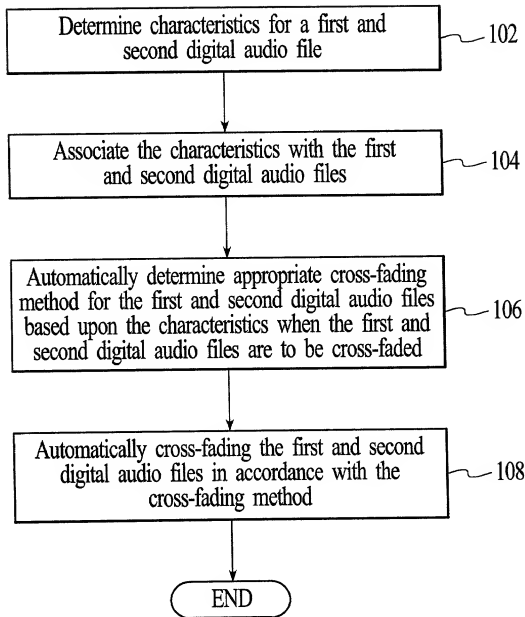 Determine characteristics for a first and
second digital audio file
102
Associate the characteristics with the first
and second digital audio files
104
Automatically determine appropriate cross-fading
method for the first and second digital audio files
based upon the characteristics when the first and
second digital audio files are to be cross-faded
106
Automatically cross-fading the first and second
digital audio files in accordance with the
cross-fading method
108
END